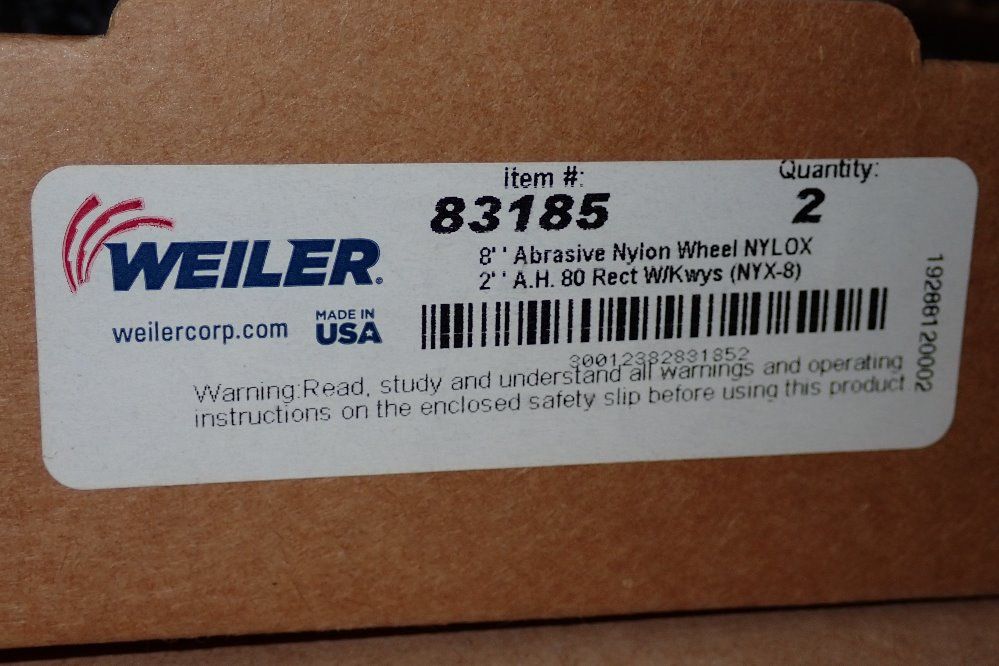 WEILER®
weilercorp.com
MADE IN
USA
Item #:
83185
Quantity:
2
8'' Abrasive Nylon Wheel NYLOX
2'' A.H. 80 Rect W/Kwys (NYX-8)
30012382831852
Warning:Read, study and understand all warnings and operating
instructions on the enclosed safety slip before using this product
19288120002